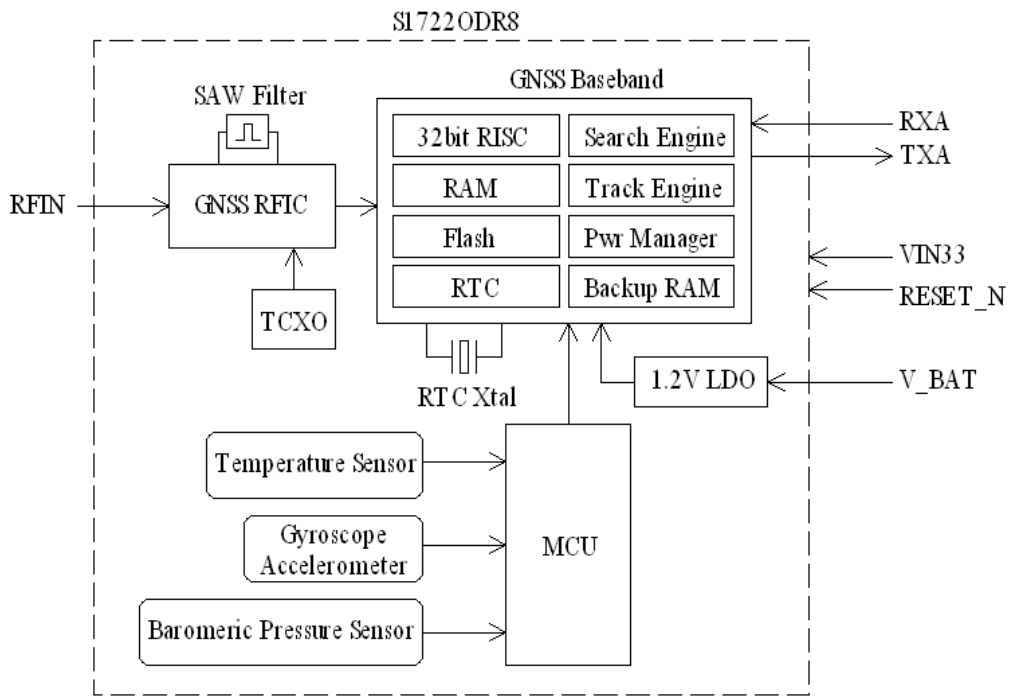 S1722ODR8
GNSS Baseband
SAW Filter
32bit RISC
Search Engine
RXA
TXA
RAM
Track Engine
RFIN
GNSS RFIC
Flash
Pwr Manager
VIN33
RTC
Backup RAM
RESET_N
TCXO
1.2V LDO
V_BAT
RTC Xtal
Temperature Sensor
Gyroscope
Accelerometer
MCU
Baromeric Pressure Sensor